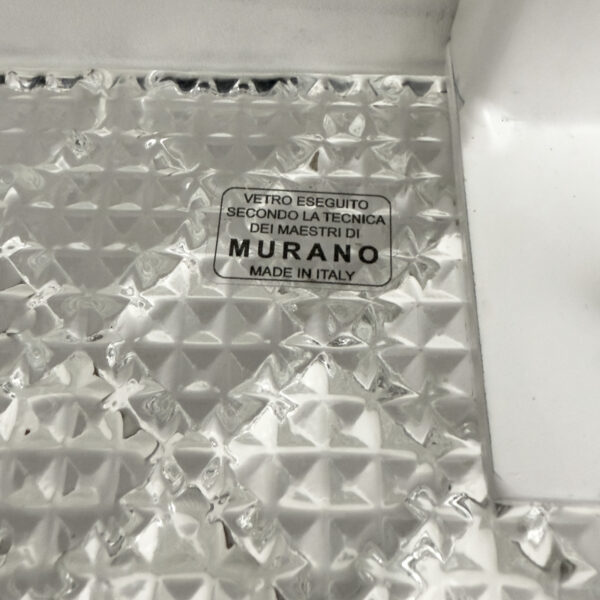 VETRO ESEGUITO
SECONDO LA TECNICA
DEI MAESTRI DI
MURANO
MADE IN ITALY